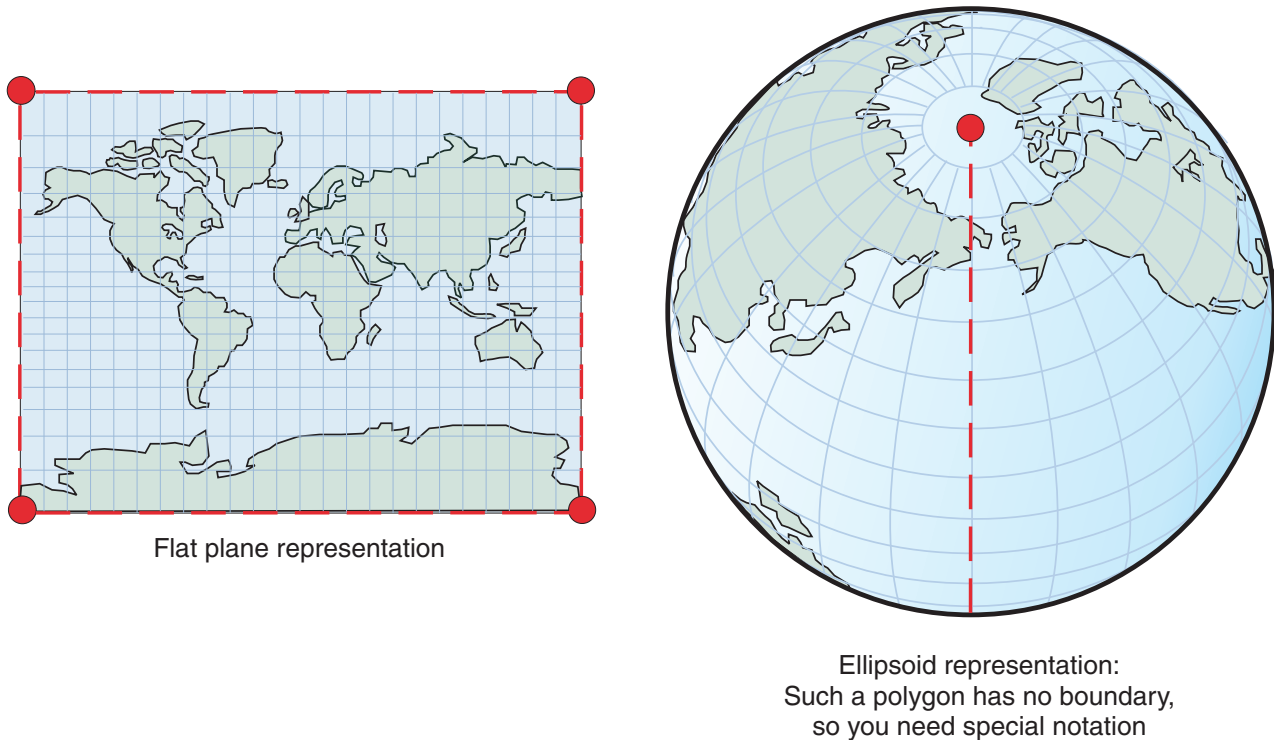 Flat plane representation
Ellipsoid representation:
Such a polygon has no boundary,
so you need special notation